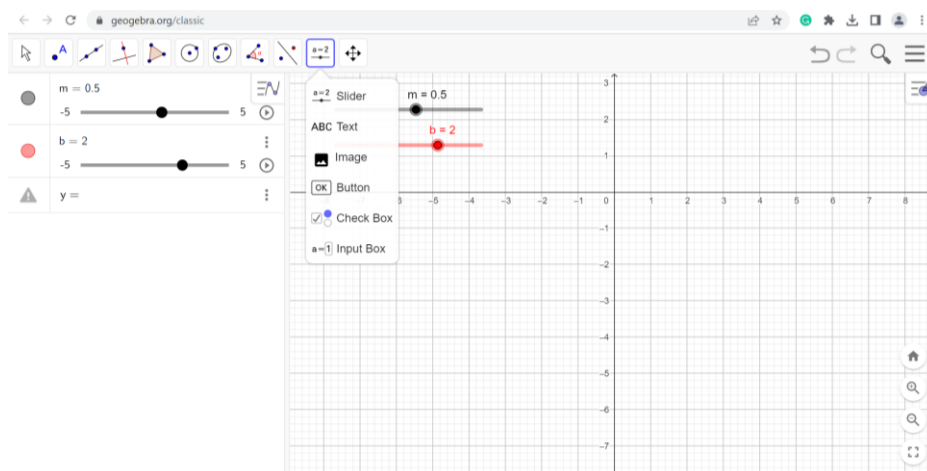 geogebra.org/classic
A
α
a=2
m = 0.5
-5
5
b = 2
-5
5
y =
a=2 Slider
ABC Text
Image
OK Button
Check Box
a=1 Input Box
m = 0.5
b = 2
3
2
1
-6 -5 -4 -3 -2 -1 0 1 2 3 4 5 6 7 8
-1
-2
-3
-4
-5
-6
-7